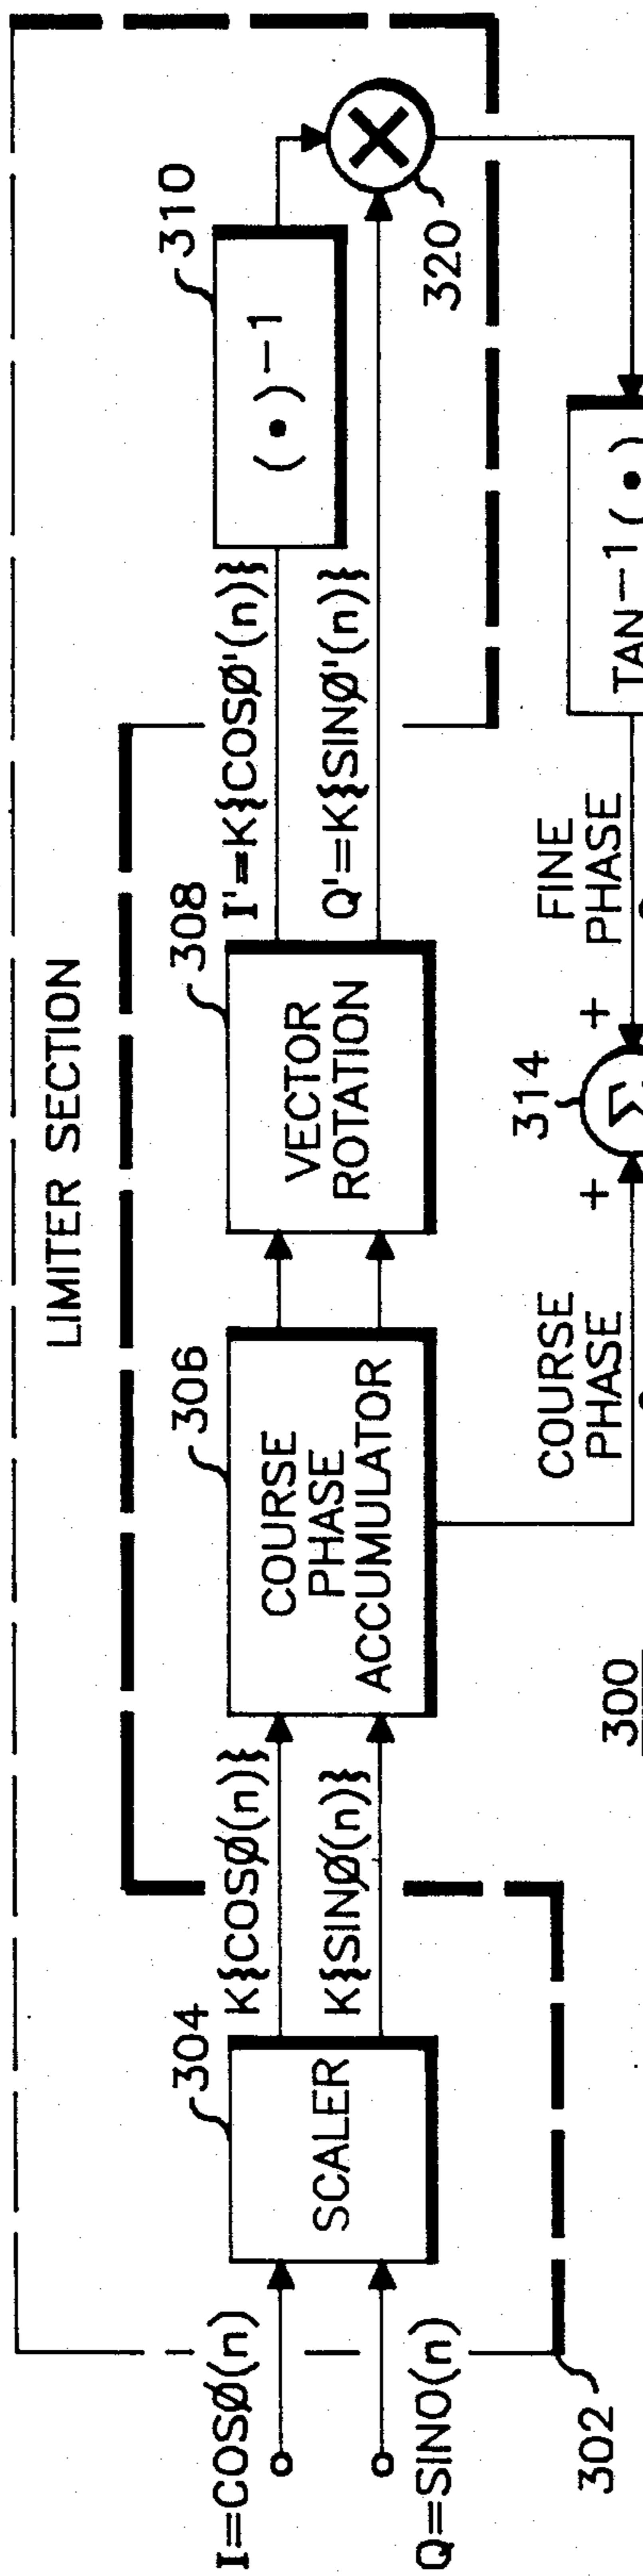 LIMITER SECTION
I=COSØ(n)
Q=SINO(n)
302
304
SCALER
K{COSØ(n)}
K{SINØ(n)}
306
COURSE
PHASE
ACCUMULATOR
308
VECTOR
ROTATION
I'=K{COSØ'(n)}
Q'=K{SINØ'(n)}
310
(•)−1
320
COURSE
PHASE
+
314
Σ
+
FINE
PHASE
TAN−1(•)
300